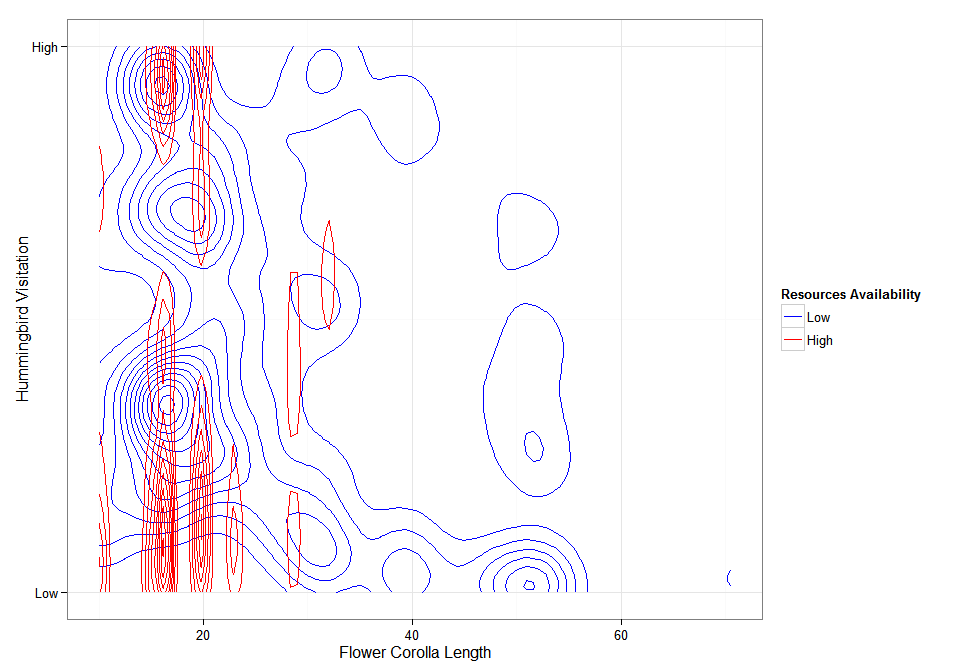 High
Hummingbird Visitation
Low
20
40
60
Flower Corolla Length
Resources Availability
Low
High